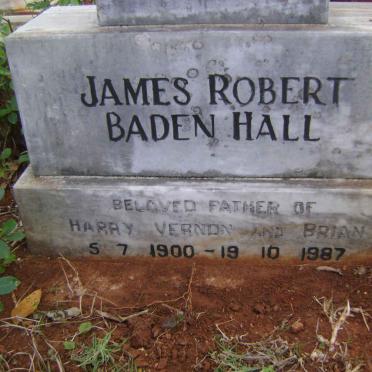 JAMES ROBERT
BADEN HALL
BELOVED FATHER OF
HARRY VERNON AND BRIAN
5 7 1900 - 19 10 1987